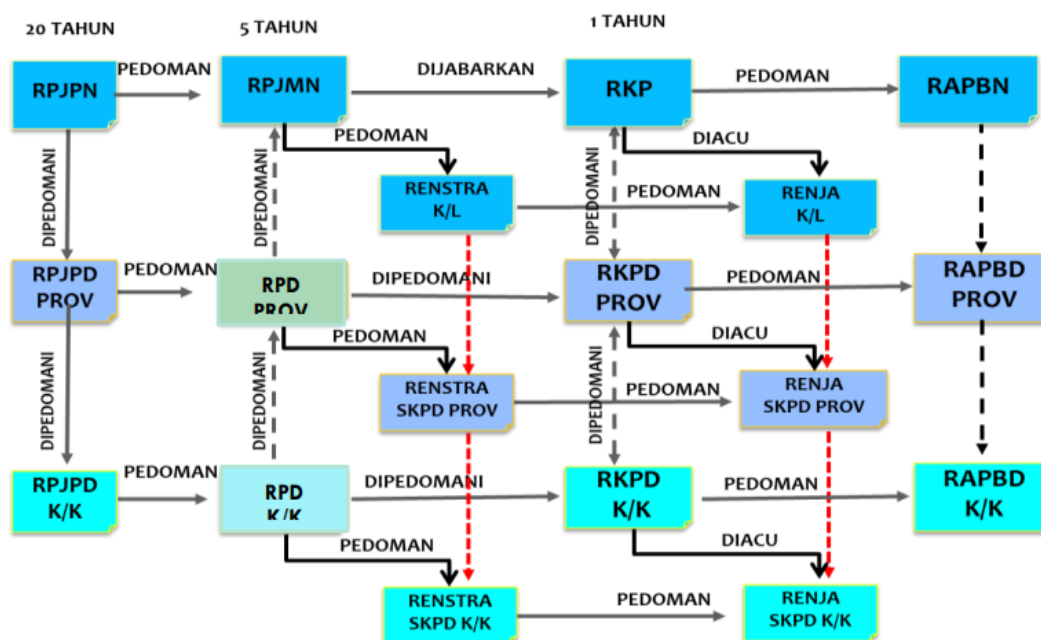 20 TAHUN
5 TAHUN
1 TAHUN
RPJPN
PEDOMAN
RPJMN
DIJABARKAN
RKP
PEDOMAN
RAPBN
DIPEDOMANI
DIPEDOMANI
PEDOMAN
DIPEDOMANI
DIACU
RENSTRA
K/L
PEDOMAN
RENJA
K/L
RPJPD
PROV
PEDOMAN
RPD
PROV
DIPEDOMANI
RKPD
PROV
PEDOMAN
RAPBD
PROV
DIPEDOMANI
DIPEDOMANI
PEDOMAN
DIPEDOMANI
DIACU
RENSTRA
SKPD PROV
PEDOMAN
RENJA
SKPD PROV
RPJPD
K/K
PEDOMAN
RPD
K/K
DIPEDOMANI
RKPD
K/K
PEDOMAN
RAPBD
K/K
PEDOMAN
DIACU
RENSTRA
SKPD K/K
PEDOMAN
RENJA
SKPD K/K